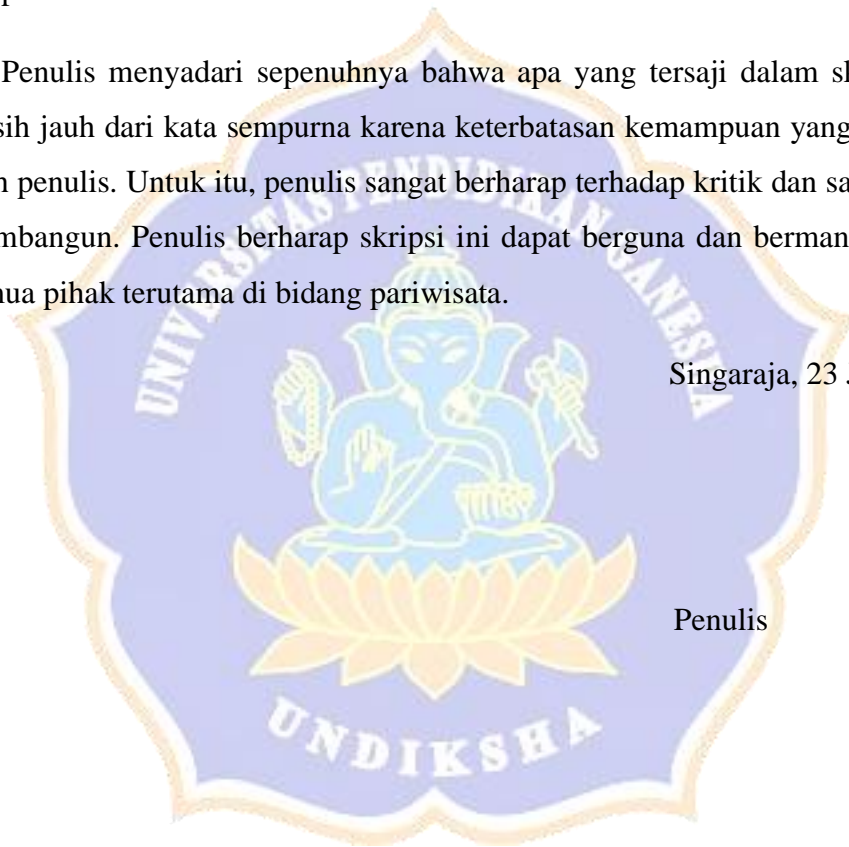 Penulis menyadari sepenuhnya bahwa apa yang tersaji dalam sk
sih jauh dari kata sempurna karena keterbatasan kemampuan yang
n penulis. Untuk itu, penulis sangat berharap terhadap kritik dan sa
mbangun. Penulis berharap skripsi ini dapat berguna dan berman
ua pihak terutama di bidang pariwisata.
UNIVERSITAS PENDIDIKAN GANESHA
Singaraja, 23
Penulis
UNDIKSHA